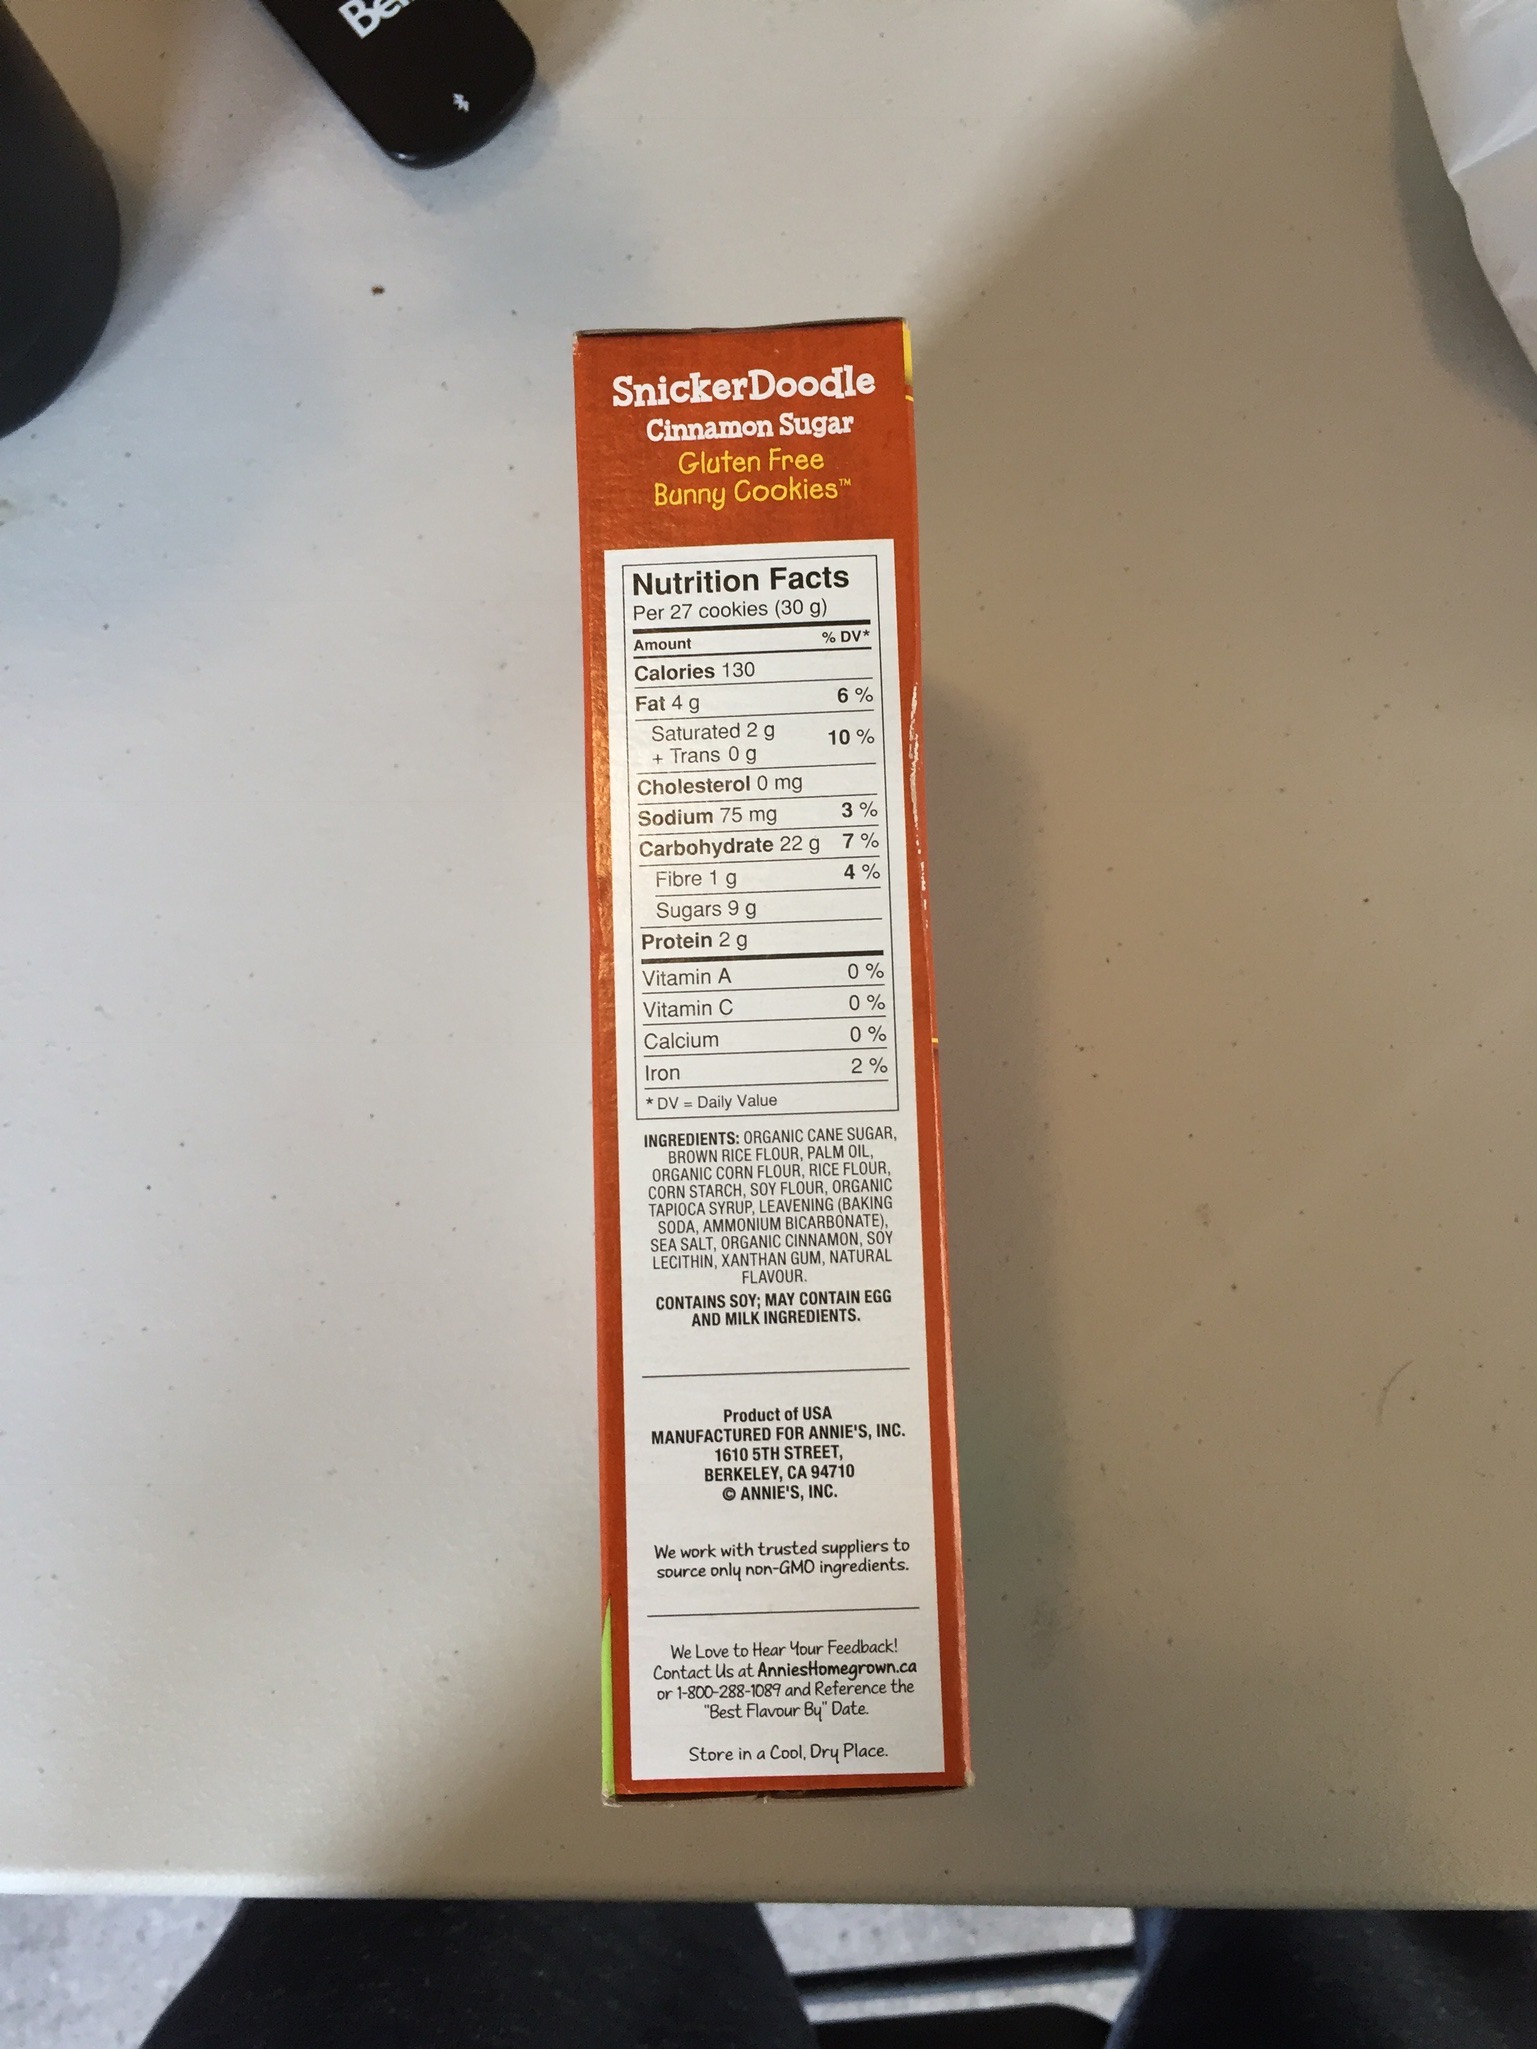 SnickerDoodle
Cinnamon Sugar
Gluten Free
Bunny Cookies™
Nutrition Facts
Per 27 cookies (30 g)
Amount % DV*
Calories 130
Fat 4 g 6 %
Saturated 2 g 10 %
+ Trans 0 g
Cholesterol 0 mg
Sodium 75 mg 3 %
Carbohydrate 22 g 7 %
Fibre 1 g 4 %
Sugars 9 g
Protein 2 g
Vitamin A 0 %
Vitamin C 0 %
Calcium 0 %
Iron 2 %
* DV = Daily Value
INGREDIENTS: ORGANIC CANE SUGAR,
BROWN RICE FLOUR, PALM OIL,
ORGANIC CORN FLOUR, RICE FLOUR,
CORN STARCH, SOY FLOUR, ORGANIC
TAPIOCA SYRUP, LEAVENING (BAKING
SODA, AMMONIUM BICARBONATE),
SEA SALT, ORGANIC CINNAMON, SOY
LECITHIN, XANTHAN GUM, NATURAL
FLAVOUR.
CONTAINS SOY; MAY CONTAIN EGG
AND MILK INGREDIENTS.
Product of USA
MANUFACTURED FOR ANNIE'S, INC.
1610 5TH STREET,
BERKELEY, CA 94710
© ANNIE'S, INC.
We work with trusted suppliers to
source only non-GMO ingredients.
We Love to Hear Your Feedback!
Contact Us at AnniesHomegrown.ca
or 1-800-288-1089 and Reference the
"Best Flavour By" Date.
Store in a Cool, Dry Place.